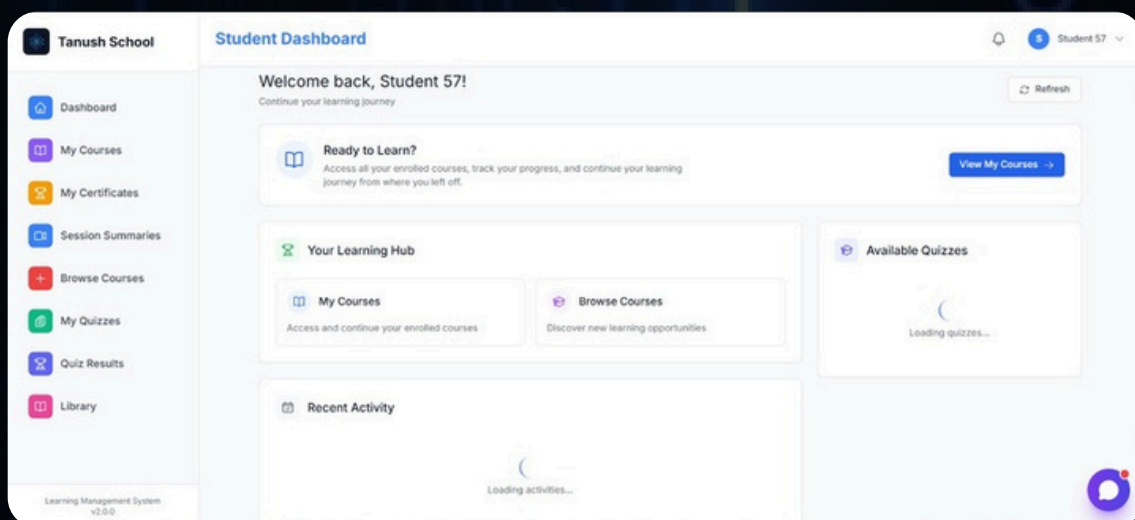 Tanush School
Student Dashboard
S
Student 57
Dashboard
My Courses
My Certificates
Session Summaries
Browse Courses
My Quizzes
Quiz Results
Library
Learning Management System
v2.0.0
Welcome back, Student 57!
Continue your learning journey
Refresh
Ready to Learn?
Access all your enrolled courses, track your progress, and continue your learning
journey from where you left off.
View My Courses →
Your Learning Hub
My Courses
Access and continue your enrolled courses
Browse Courses
Discover new learning opportunities
Available Quizzes
Loading quizzes...
Recent Activity
Loading activities...